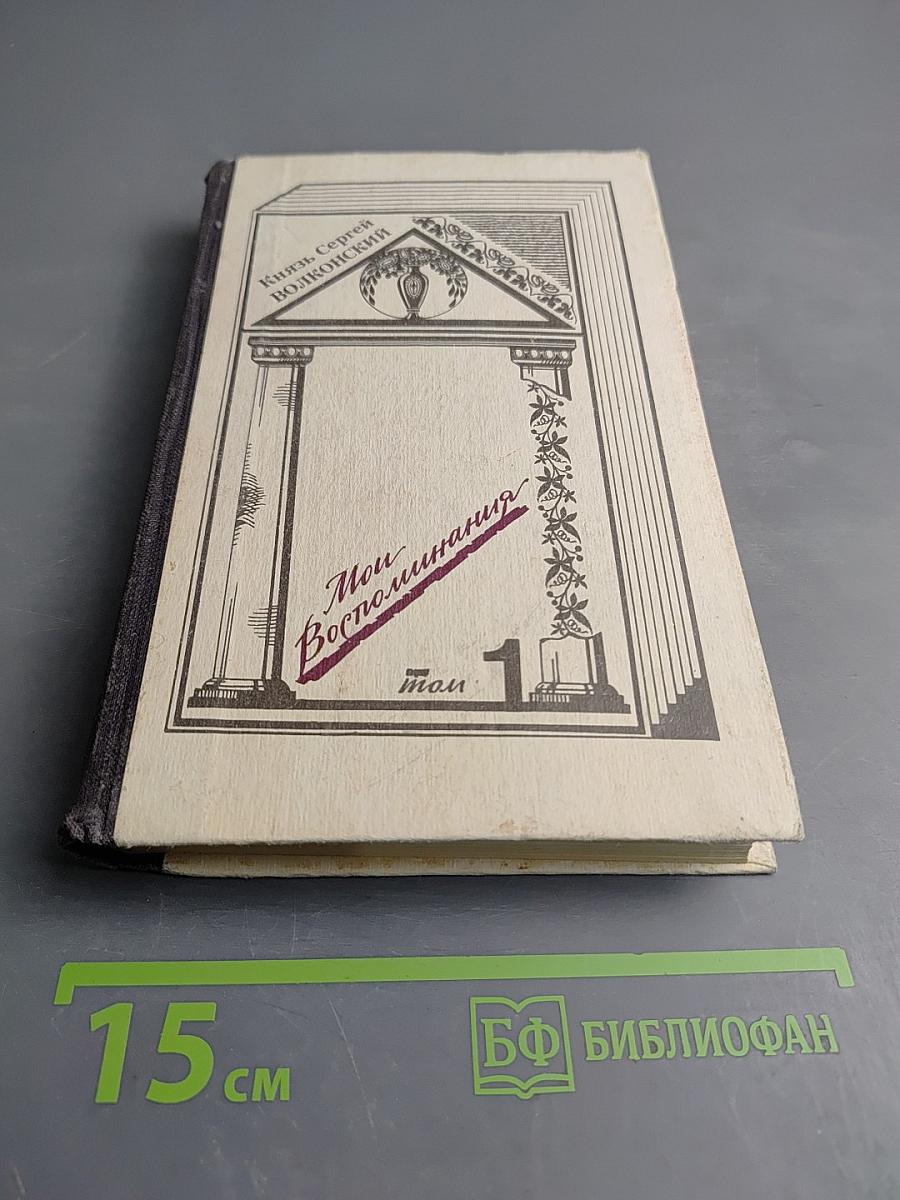 Князь Сергей
ВОЛКОНСКИЙ
Мои
Воспоминания
том 1
15 см
БФ БИБЛИОФАН